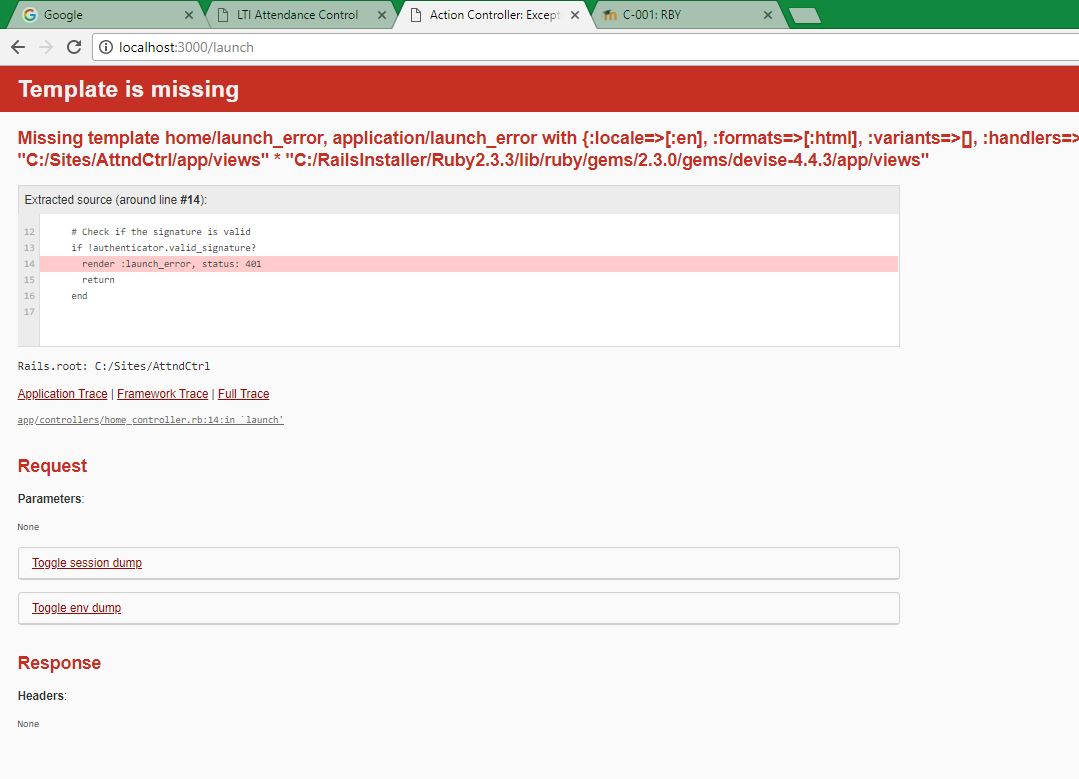 Google
LTI Attendance Control
Action Controller: Except
C-001: RBY
localhost:3000/launch
Template is missing
Missing template home/launch_error, application/launch_error with {:locale=>[:en], :formats=>[:html], :variants=>[], :handlers=>
"C:/Sites/AttndCtrl/app/views" * "C:/RailsInstaller/Ruby2.3.3/lib/ruby/gems/2.3.0/gems/devise-4.4.3/app/views"
Extracted source (around line #14):
12 # Check if the signature is valid
13 if !authenticator.valid_signature?
14 render :launch_error, status: 401
15 return
16 end
17
Rails.root: C:/Sites/AttndCtrl
Application Trace | Framework Trace | Full Trace
app/controllers/home_controller.rb:14:in `launch'
Request
Parameters:
None
Toggle session dump
Toggle env dump
Response
Headers:
None